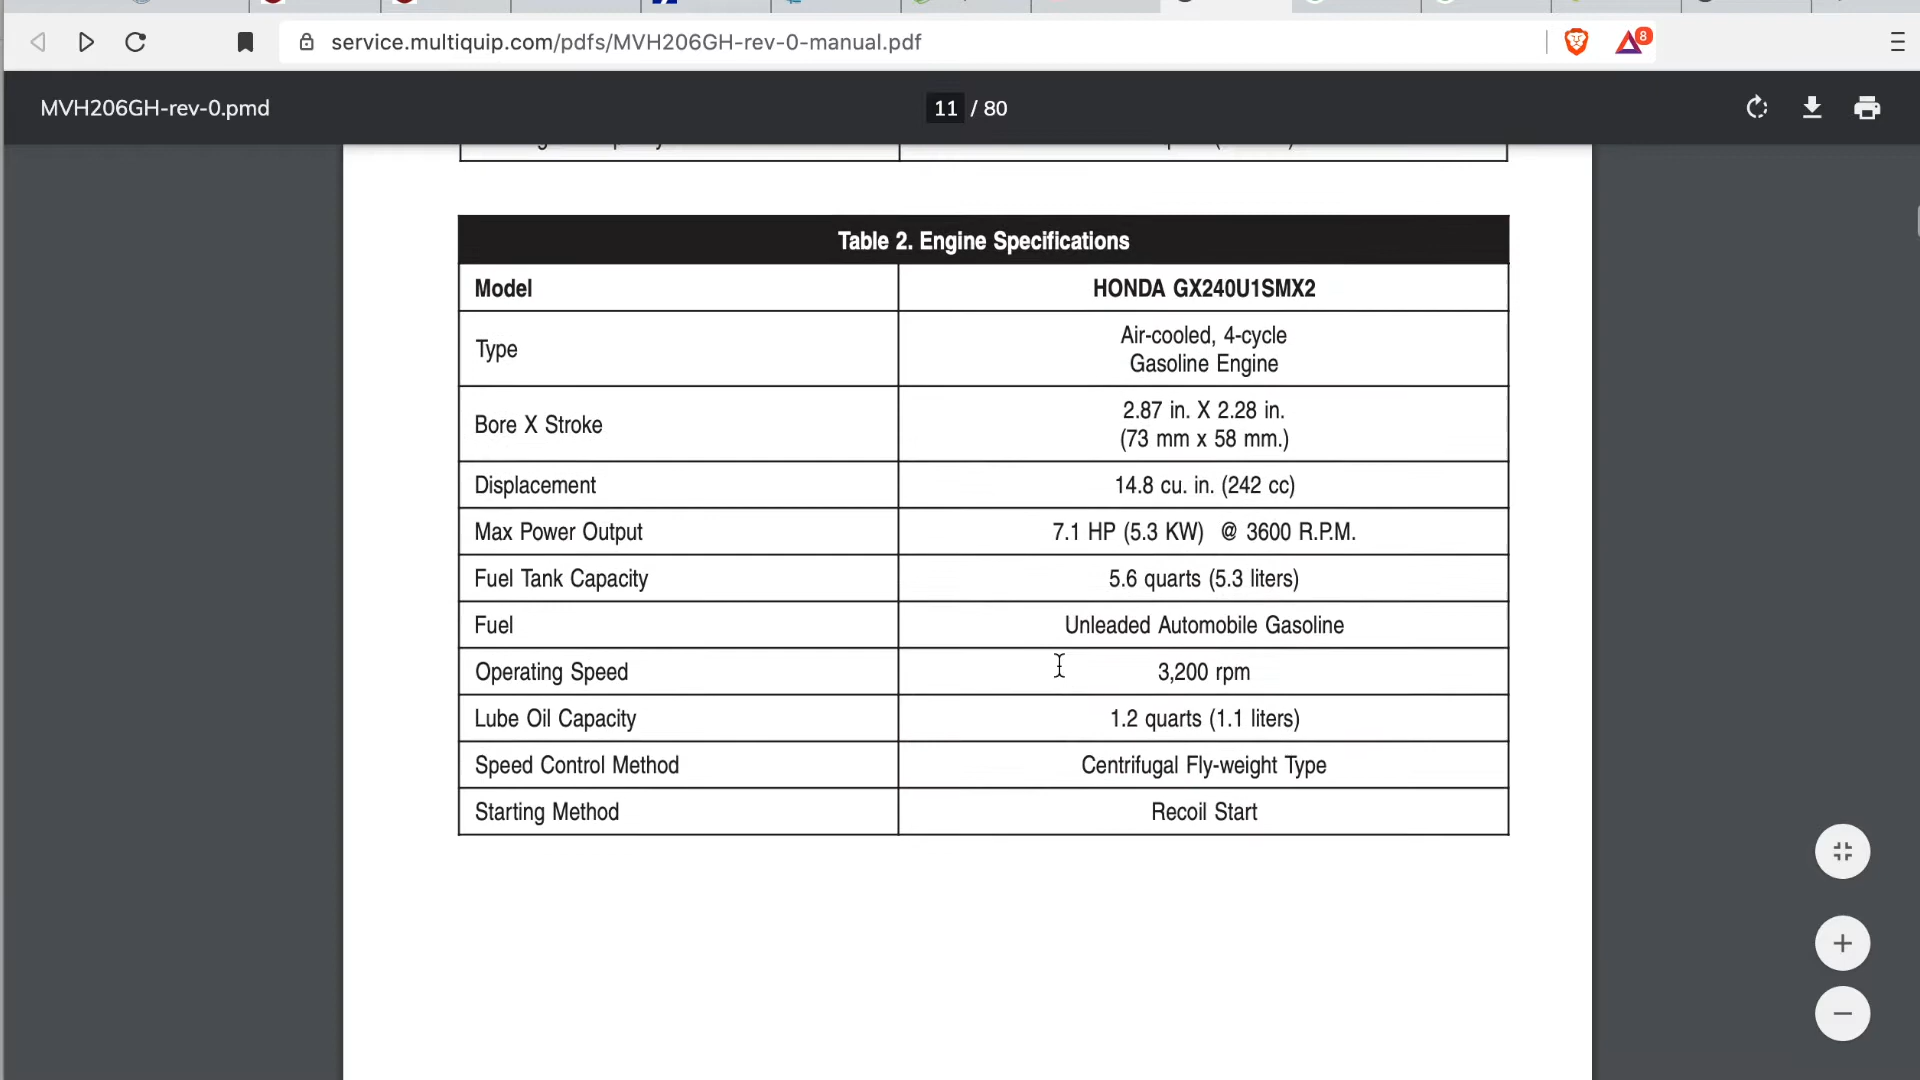 service.multiquip.com/pdfs/MVH206GH-rev-0-manual.pdf
8
MVH206GH-rev-0.pmd
11 / 80
Table 2. Engine Specifications
Model HONDA GX240U1SMX2
Type Air-cooled, 4-cycle
Gasoline Engine
Bore X Stroke 2.87 in. X 2.28 in.
(73 mm x 58 mm.)
Displacement 14.8 cu. in. (242 cc)
Max Power Output 7.1 HP (5.3 KW) @ 3600 R.P.M.
Fuel Tank Capacity 5.6 quarts (5.3 liters)
Fuel Unleaded Automobile Gasoline
Operating Speed 3,200 rpm
Lube Oil Capacity 1.2 quarts (1.1 liters)
Speed Control Method Centrifugal Fly-weight Type
Starting Method Recoil Start